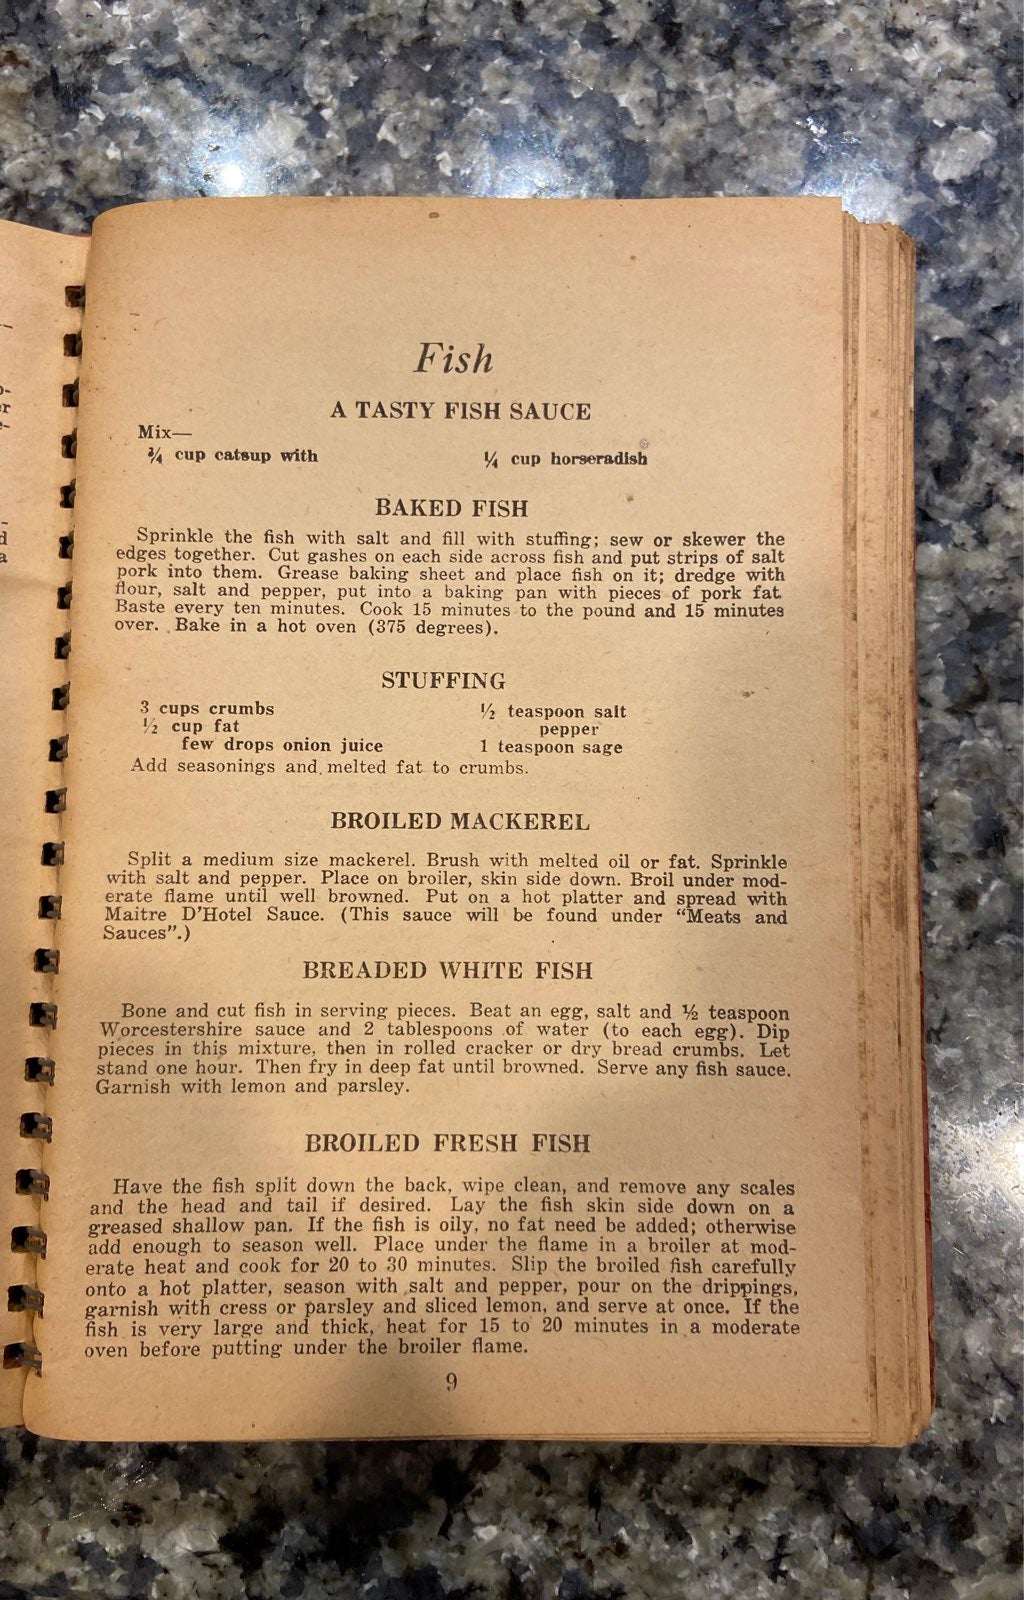 Fish
A TASTY FISH SAUCE
Mix—
¾ cup catsup with ¼ cup horseradish
BAKED FISH
Sprinkle the fish with salt and fill with stuffing; sew or skewer the
edges together. Cut gashes on each side across fish and put strips of salt
pork into them. Grease baking sheet and place fish on it; dredge with
flour, salt and pepper, put into a baking pan with pieces of pork fat.
Baste every ten minutes. Cook 15 minutes to the pound and 15 minutes
over. Bake in a hot oven (375 degrees).
STUFFING
3 cups crumbs ½ teaspoon salt
½ cup fat pepper
few drops onion juice 1 teaspoon sage
Add seasonings and melted fat to crumbs.
BROILED MACKEREL
Split a medium size mackerel. Brush with melted oil or fat. Sprinkle
with salt and pepper. Place on broiler, skin side down. Broil under mod-
erate flame until well browned. Put on a hot platter and spread with
Maitre D'Hotel Sauce. (This sauce will be found under "Meats and
Sauces".)
BREADED WHITE FISH
Bone and cut fish in serving pieces. Beat an egg, salt and ½ teaspoon
Worcestershire sauce and 2 tablespoons of water (to each egg). Dip
pieces in this mixture, then in rolled cracker or dry bread crumbs. Let
stand one hour. Then fry in deep fat until browned. Serve any fish sauce.
Garnish with lemon and parsley.
BROILED FRESH FISH
Have the fish split down the back, wipe clean, and remove any scales
and the head and tail if desired. Lay the fish skin side down on a
greased shallow pan. If the fish is oily, no fat need be added; otherwise
add enough to season well. Place under the flame in a broiler at mod-
erate heat and cook for 20 to 30 minutes. Slip the broiled fish carefully
onto a hot platter, season with salt and pepper, pour on the drippings,
garnish with cress or parsley and sliced lemon, and serve at once. If the
fish is very large and thick, heat for 15 to 20 minutes in a moderate
oven before putting under the broiler flame.
9